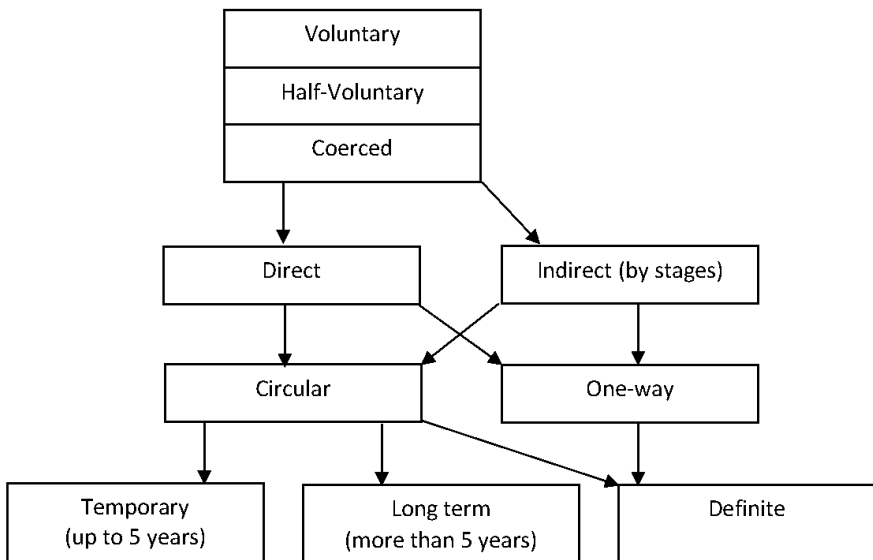 Voluntary
Half-Voluntary
Coerced
Direct
Indirect (by stages)
Circular
One-way
Temporary
(up to 5 years)
Long term
(more than 5 years)
Definite